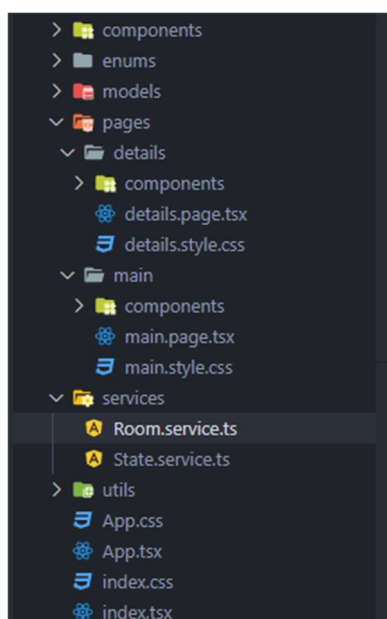 components
enums
models
pages
details
components
details.page.tsx
details.style.css
main
components
main.page.tsx
main.style.css
services
Room.service.ts
State.service.ts
utils
App.css
App.tsx
index.css
index.tsx